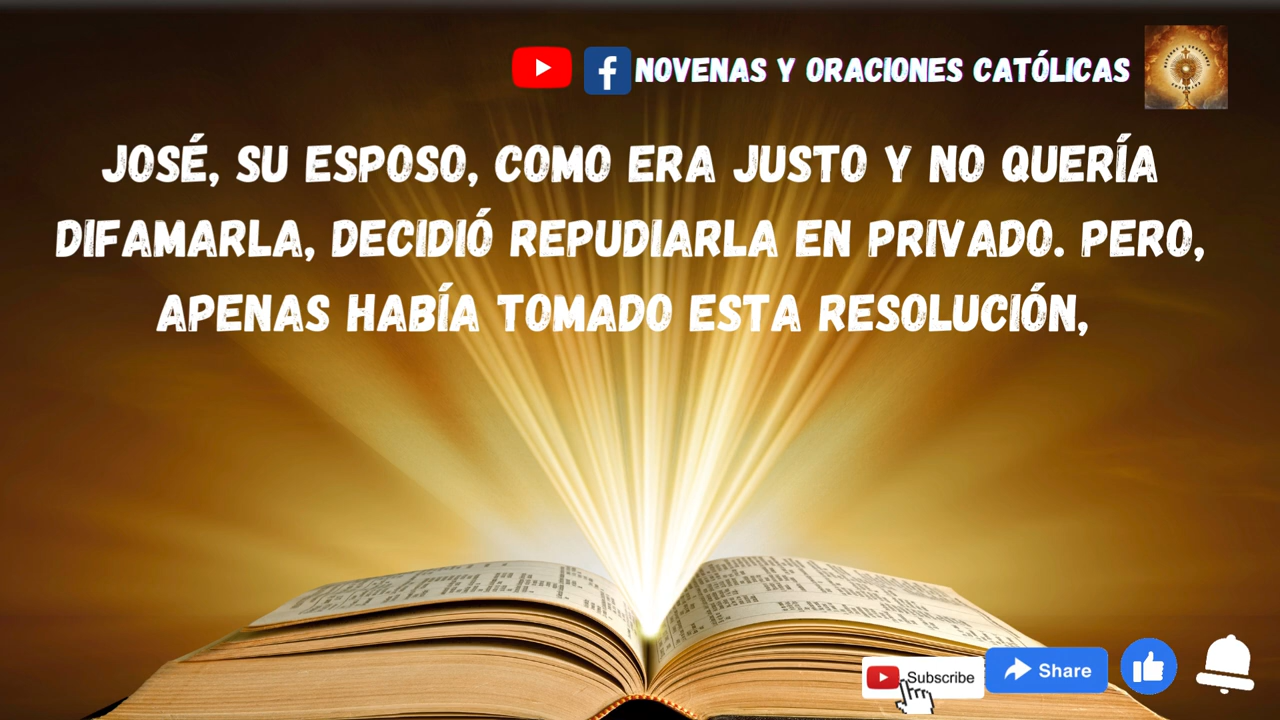 NOVENAS Y ORACIONES CATÓLICAS
JOSÉ, SU ESPOSO, COMO ERA JUSTO Y NO QUERÍA
DIFAMARLA, DECIDIÓ REPUDIARLA EN PRIVADO. PERO,
APENAS HABÍA TOMADO ESTA RESOLUCIÓN,
Subscribe
Share